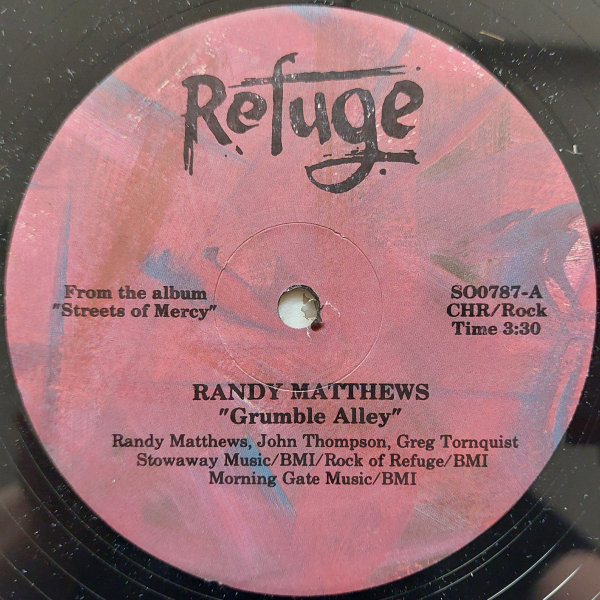 Refuge
From the album
"Streets of Mercy"
SO0787-A
CHR/Rock
Time 3:30
RANDY MATTHEWS
"Grumble Alley"
Randy Matthews, John Thompson, Greg Tornquist
Stowaway Music/BMI/Rock of Refuge/BMI
Morning Gate Music/BMI